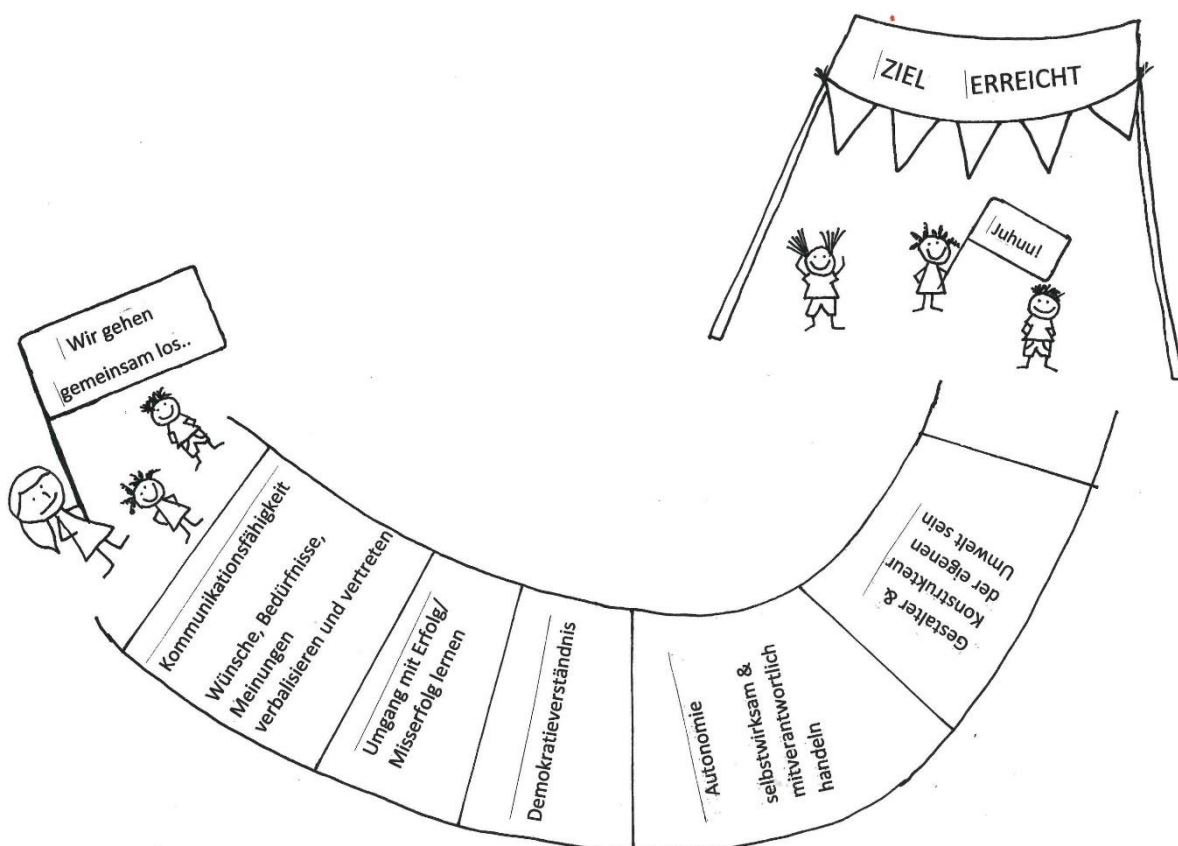 Wir gehen
gemeinsam los..
Kommunikationsfähigkeit
Wünsche, Bedürfnisse,
Meinungen
verbalisieren und vertreten
Umgang mit Erfolg/
Misserfolg lernen
Demokratieverständnis
Autonomie
selbstwirksam &
mitverantwortlich
handeln
Gestalter &
Konstrukteur
der eigenen
Umwelt sein
ZIEL ERREICHT
Juhuu!